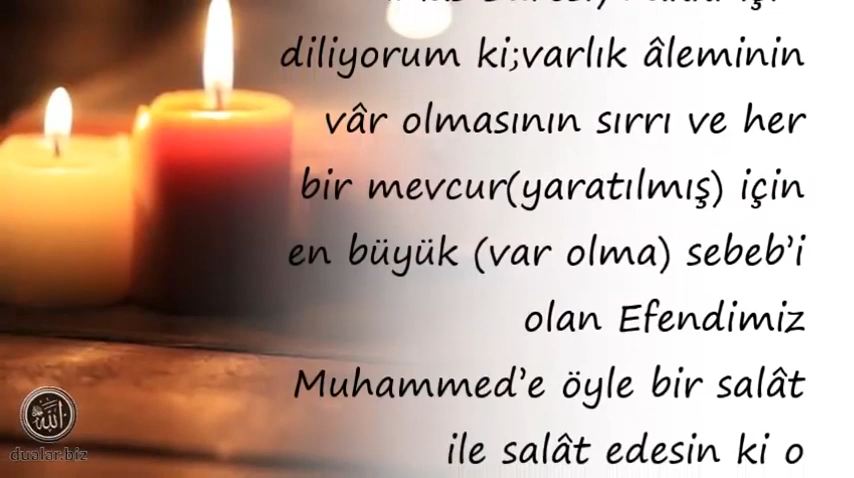 diliyorum ki;varlık âleminin
vâr olmasının sırrı ve her
bir mevcur(yaratılmış) için
en büyük (var olma) sebeb’i
olan Efendimiz
Muhammed’e öyle bir salât
ile salât edesin ki o
الله
dualar.biz